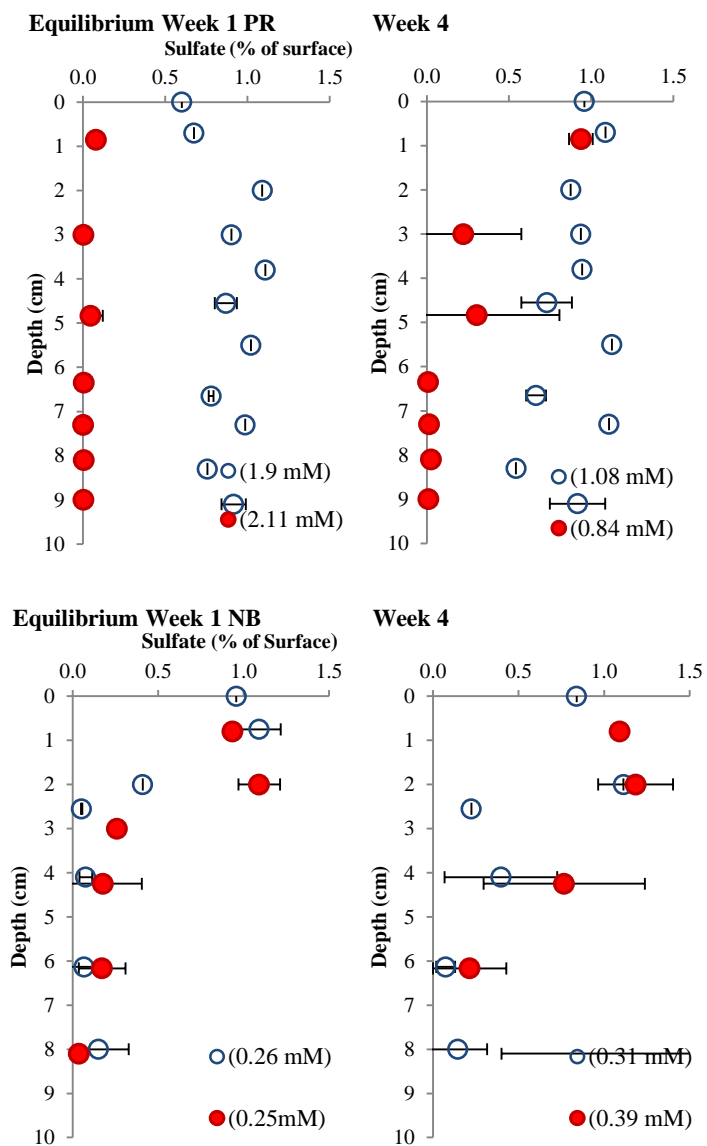 Equilibrium Week 1 PR
Week 4
Sulfate (% of surface)
0.0 0.5 1.0 1.5
0.0 0.5 1.0 1.5
0
1
2
3
4
5
6
7
8
9
10
Depth (cm)
(1.9 mM)
(2.11 mM)
0
1
2
3
4
5
6
7
8
9
10
Depth (cm)
(1.08 mM)
(0.84 mM)
Equilibrium Week 1 NB
Week 4
Sulfate (% of Surface)
0.0 0.5 1.0 1.5
0.0 0.5 1.0 1.5
0
1
2
3
4
5
6
7
8
9
10
Depth (cm)
(0.26 mM)
(0.25mM)
0
1
2
3
4
5
6
7
8
9
10
Depth (cm)
(0.31 mM)
(0.39 mM)